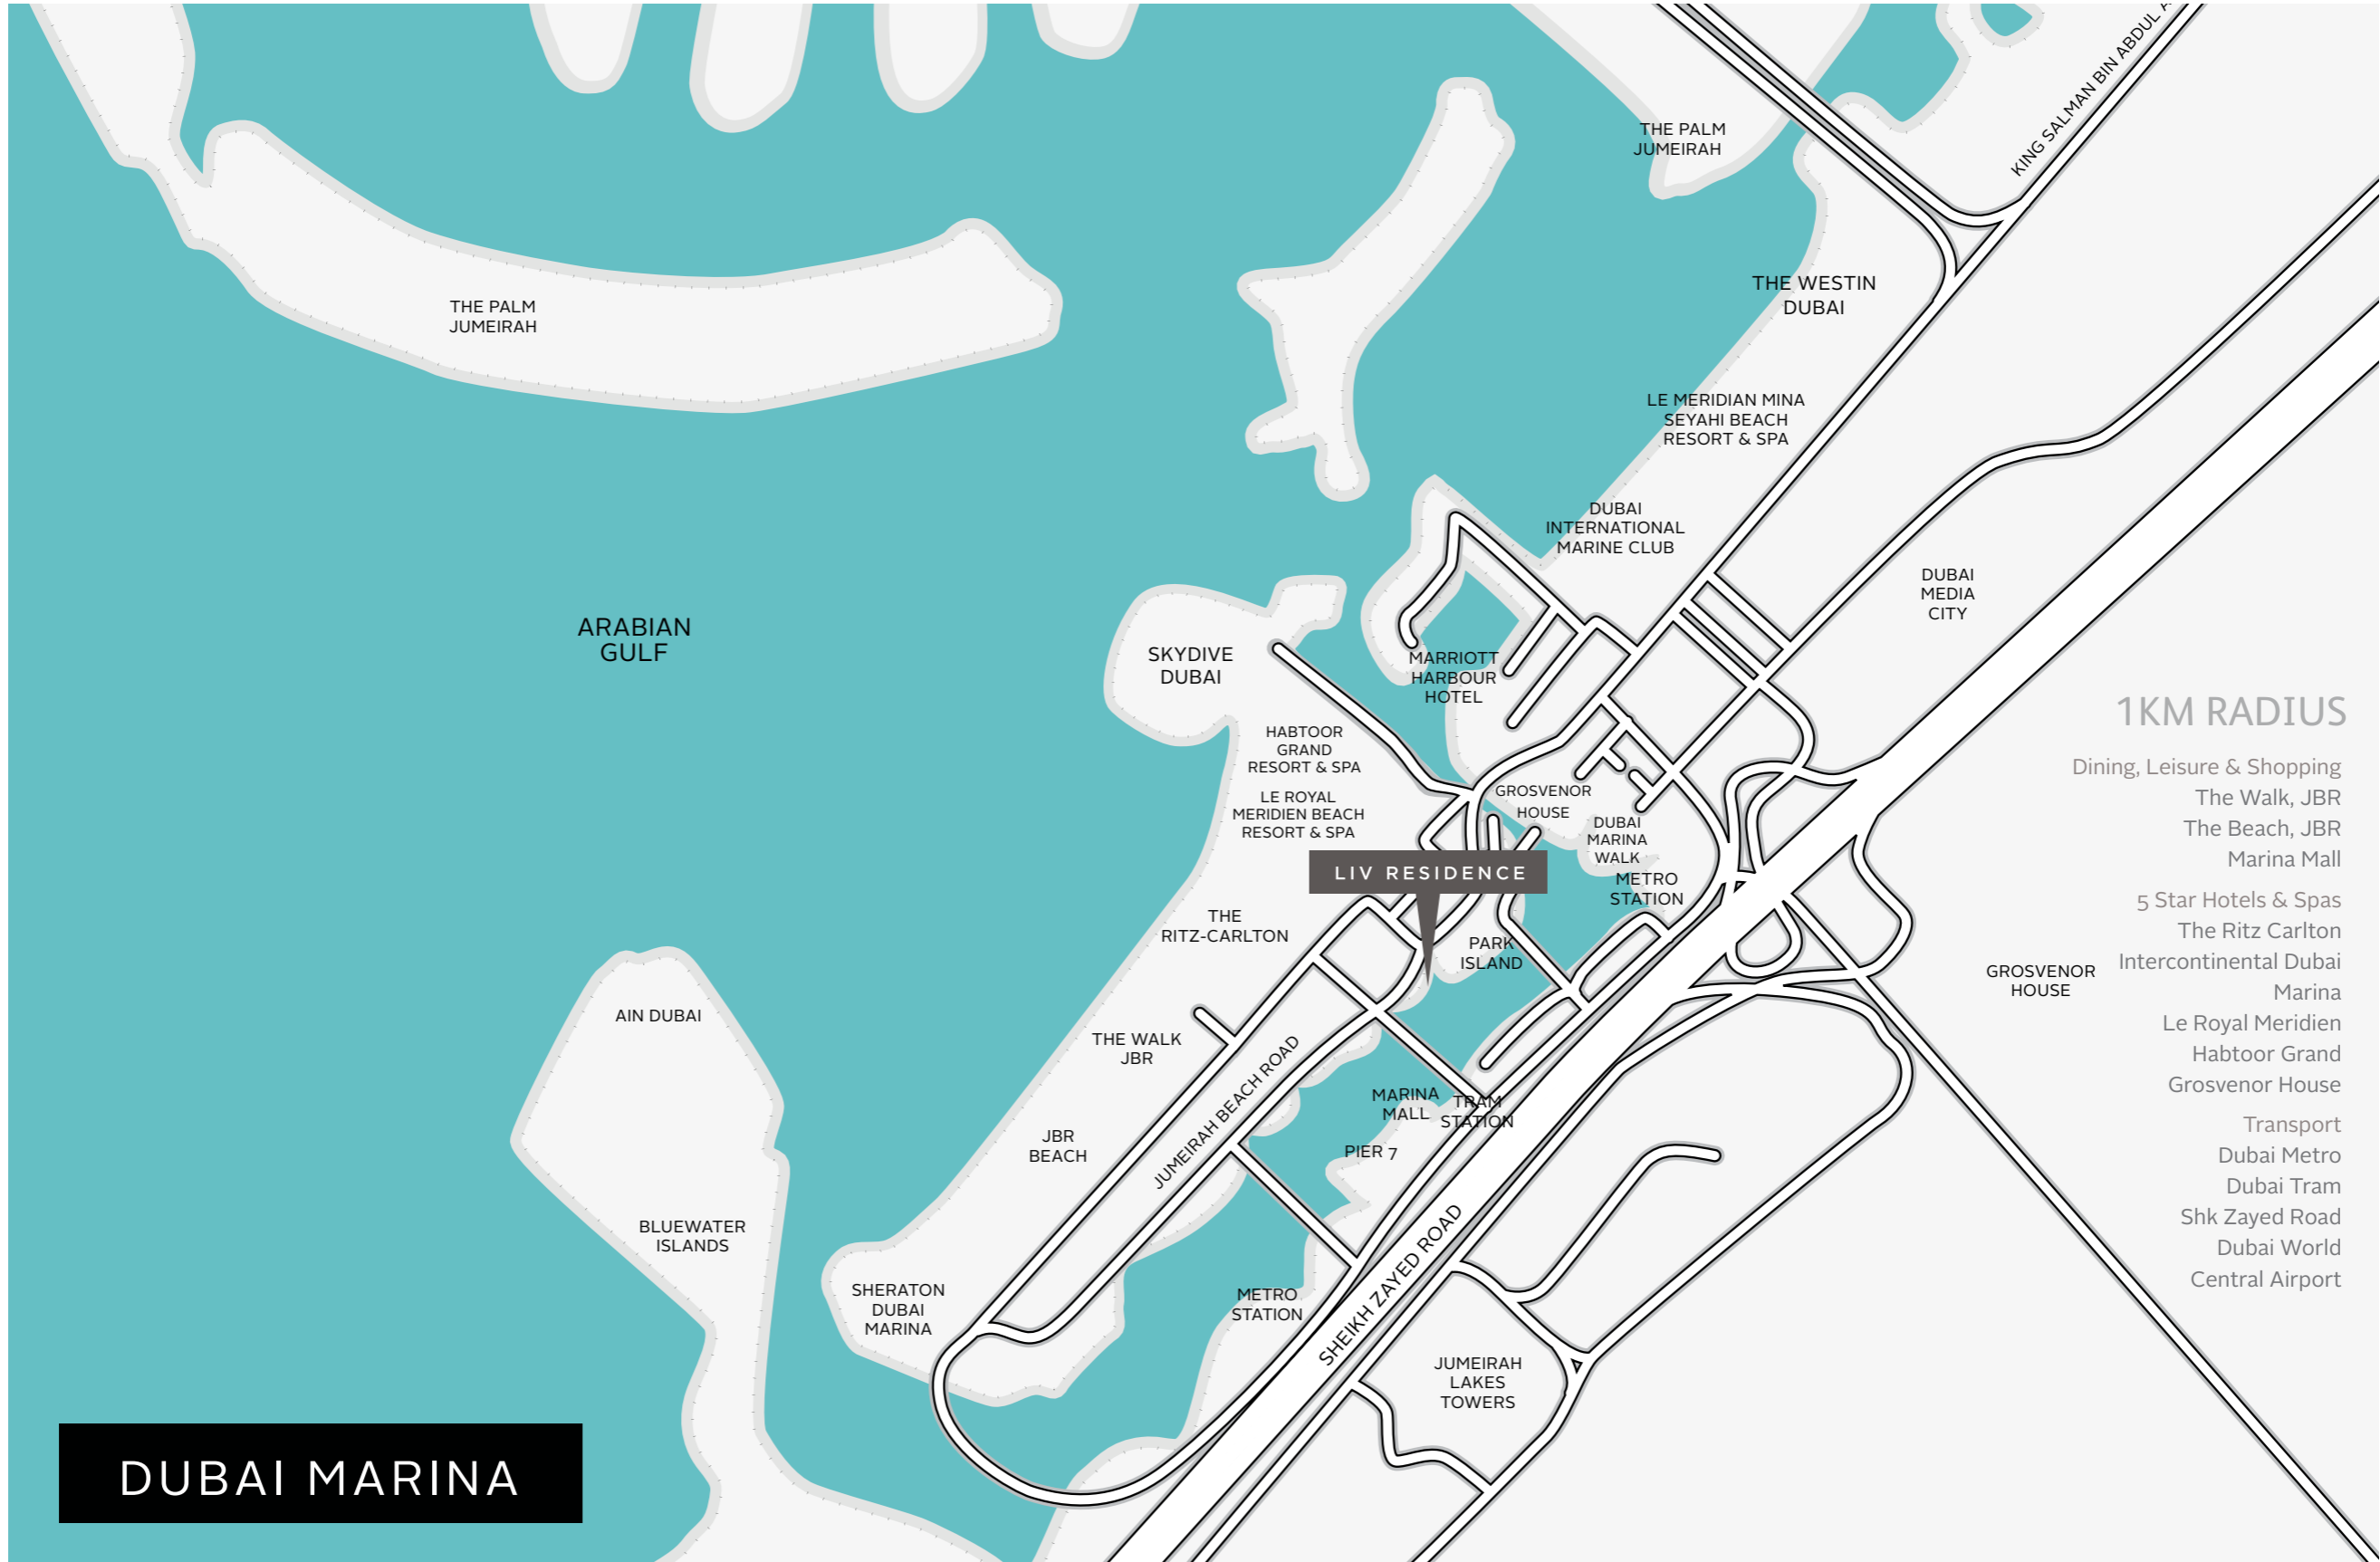 KING SALMAN BIN ABDUL A
THE PALM
JUMEIRAH
THE WESTIN
DUBAI
THE PALM
JUMEIRAH
LE MERIDIAN MINA
SEYAHI BEACH
RESORT & SPA
DUBAI
INTERNATIONAL
MARINE CLUB
DUBAI
MEDIA
CITY
ARABIAN
GULF
SKYDIVE
DUBAI
MARRIOTT
HARBOUR
HOTEL
HABTOOR
GRAND
RESORT & SPA
LE ROYAL
MERIDIEN BEACH
RESORT & SPA
GROSVENOR
HOUSE
DUBAI
MARINA
WALK
LIV RESIDENCE
METRO
STATION
THE
RITZ-CARLTON
PARK
ISLAND
GROSVENOR
HOUSE
AIN DUBAI
THE WALK
JBR
JUMEIRAH BEACH ROAD
MARINA
MALL
TRAM
STATION
JBR
BEACH
PIER 7
BLUEWATER
ISLANDS
SHERATON
DUBAI
MARINA
METRO
STATION
SHEIKH ZAYED ROAD
JUMEIRAH
LAKES
TOWERS
1KM RADIUS
Dining, Leisure & Shopping
The Walk, JBR
The Beach, JBR
Marina Mall
5 Star Hotels & Spas
The Ritz Carlton
Intercontinental Dubai
Marina
Le Royal Meridien
Habtoor Grand
Grosvenor House
Transport
Dubai Metro
Dubai Tram
Shk Zayed Road
Dubai World
Central Airport
DUBAI MARINA